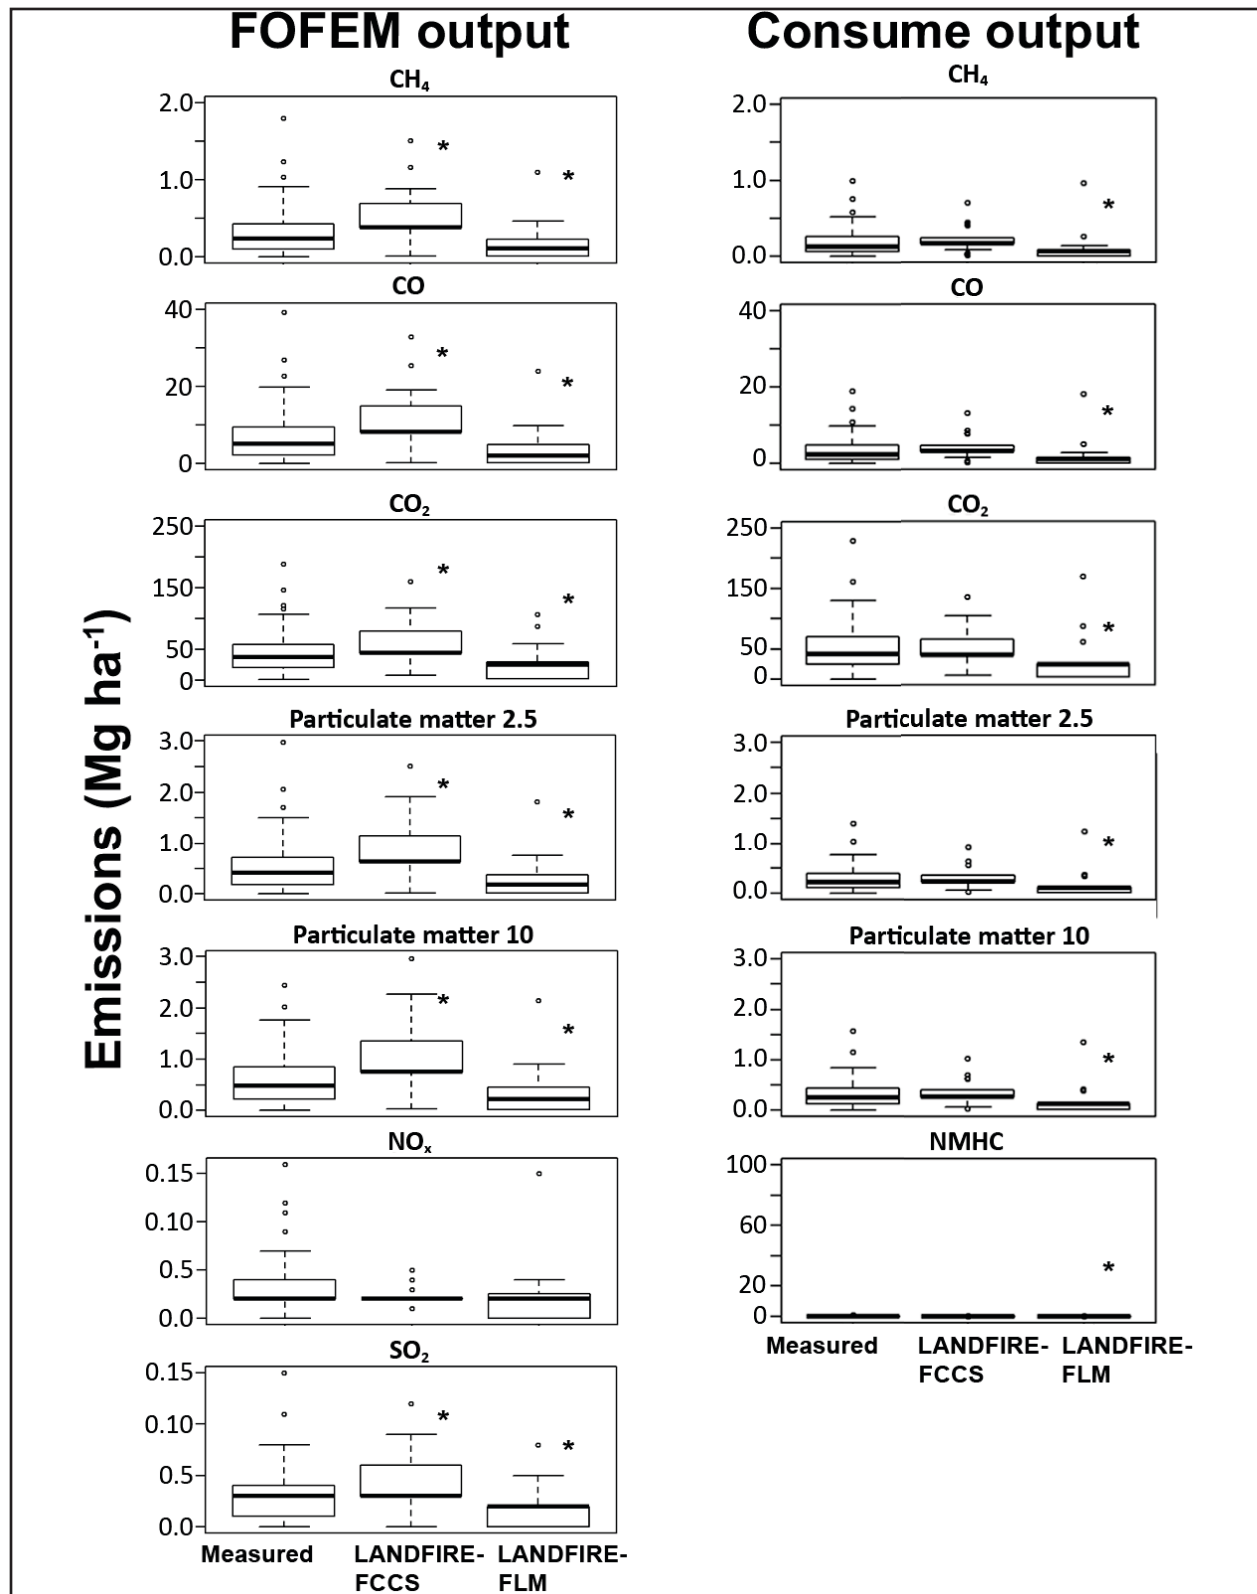 FOFEM output
Consume output
Emissions (Mg ha⁻¹)
CH₄
2.0
1.0
0.0
*
*
CO
40
20
0
*
*
CO₂
250
150
50
0
*
*
Particulate matter 2.5
3.0
2.0
1.0
0.0
*
*
Particulate matter 10
3.0
2.0
1.0
0.0
*
*
NOₓ
0.15
0.10
0.5
0.0
SO₂
0.15
0.10
0.5
0.0
*
*
Measured
LANDFIRE-
FCCS
LANDFIRE-
FLM
CH₄
2.0
1.0
0.0
*
CO
40
20
0
*
CO₂
250
150
50
0
*
Particulate matter 2.5
3.0
2.0
1.0
0.0
*
Particulate matter 10
3.0
2.0
1.0
0.0
*
NMHC
100
60
20
0
*
Measured
LANDFIRE-
FCCS
LANDFIRE-
FLM